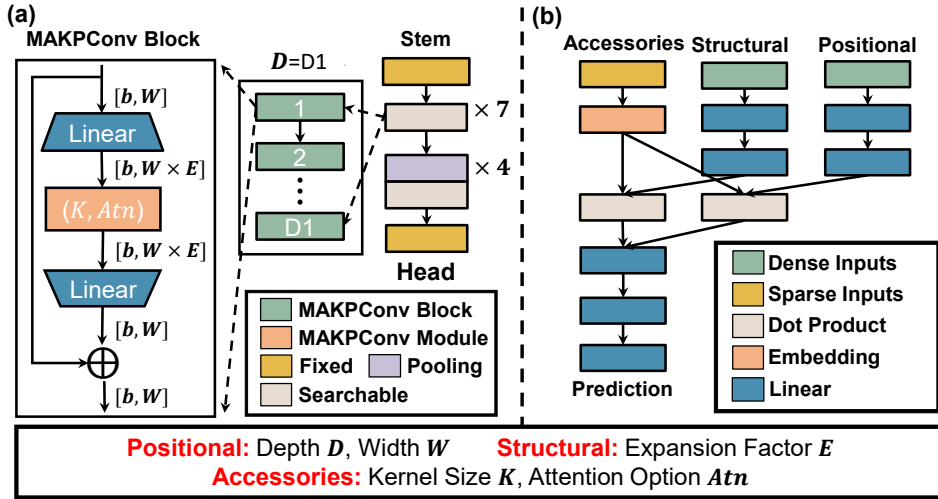 (a)
MAKPConv Block
[b, W]
Linear
[b, W × E]
(K, Atn)
[b, W × E]
Linear
[b, W]
[b, W]
D=D1
1
2
D1
Stem
× 7
× 4
Head
MAKPConv Block
MAKPConv Module
Fixed
Pooling
Searchable
(b)
Accessories
Structural
Positional
Prediction
Dense Inputs
Sparse Inputs
Dot Product
Embedding
Linear
Positional: Depth D, Width W Structural: Expansion Factor E
Accessories: Kernel Size K, Attention Option Atn